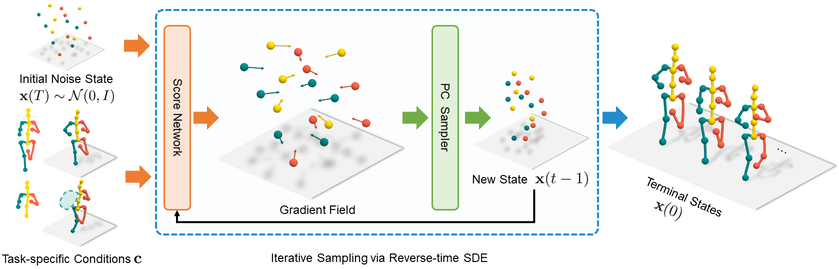 Initial Noise State
x(T) ∼ 𝒩(0, I)
Task-specific Conditions c
Score Network
Gradient Field
PC Sampler
New State x(t − 1)
Iterative Sampling via Reverse-time SDE
...
Terminal States
x(0)